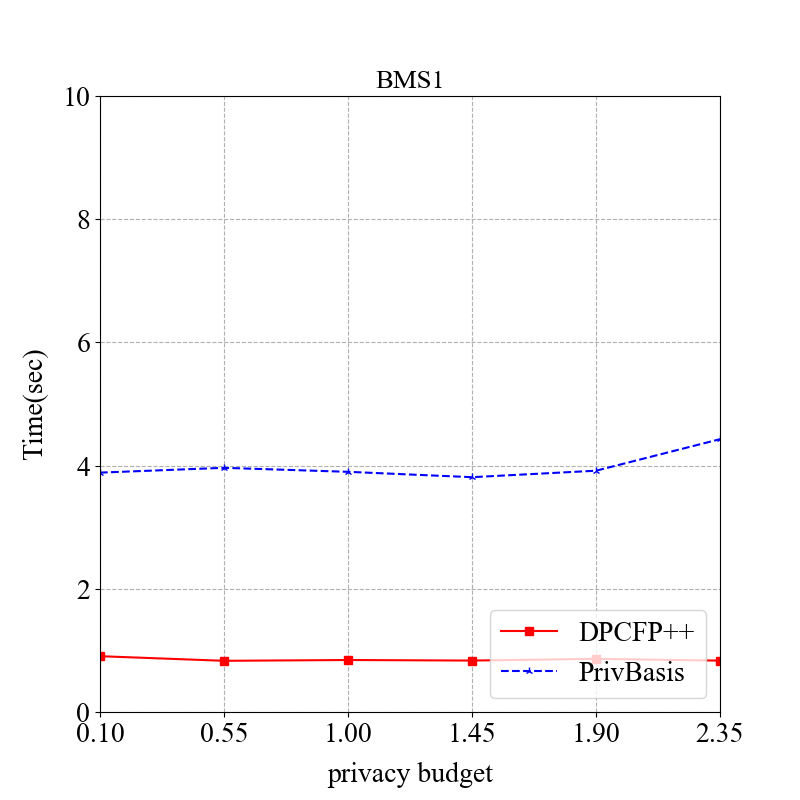 BMS1
10
8
6
4
2
0
Time(sec)
DPCFP++
PrivBasis
0.10 0.55 1.00 1.45 1.90 2.35
privacy budget